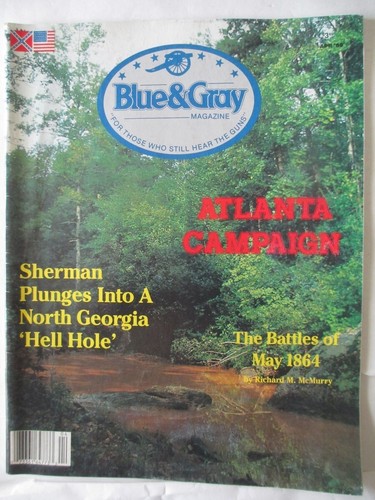 Blue&Gray
MAGAZINE
"FOR THOSE WHO STILL HEAR THE GUNS"
ATLANTA
CAMPAIGN
Sherman
Plunges Into A
North Georgia
'Hell Hole'
The Battles of
May 1864
By Richard M. McMurry